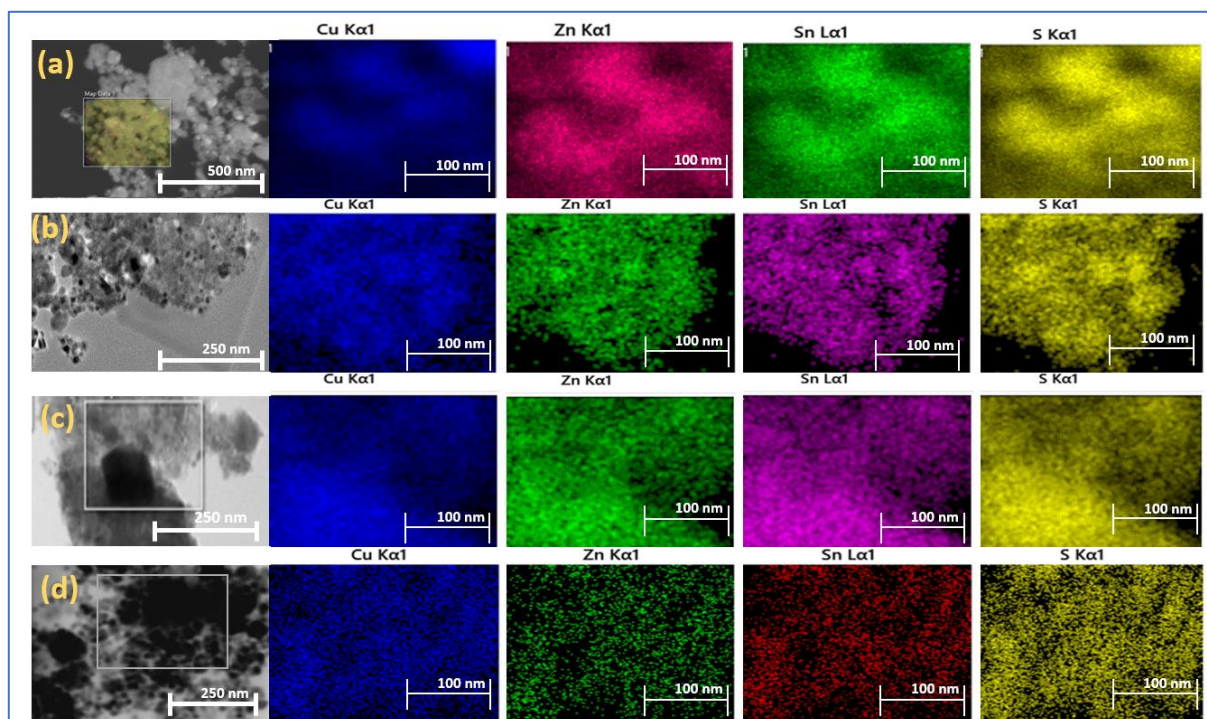 Cu Kα1 Zn Kα1 Sn Lα1 S Kα1
(a)
Map Data 1
500 nm 100 nm 100 nm 100 nm 100 nm
Cu Kα1 Zn Kα1 Sn Lα1 S Kα1
(b)
250 nm 100 nm 100 nm 100 nm 100 nm
Cu Kα1 Zn Kα1 Sn Lα1 S Kα1
(c)
250 nm 100 nm 100 nm 100 nm 100 nm
Cu Kα1 Zn Kα1 Sn Lα1 S Kα1
(d)
250 nm 100 nm 100 nm 100 nm 100 nm